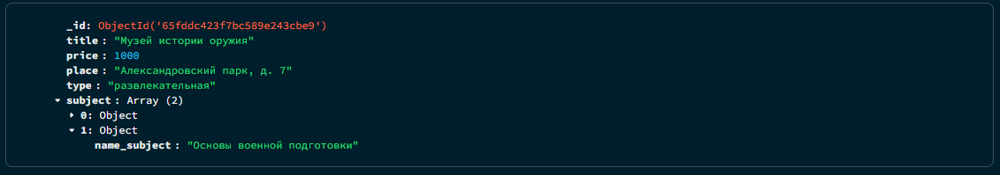 _id: ObjectId('65fddc423f7bc589e243cbe9')
title: "Музей истории оружия"
price: 1000
place: "Александровский парк, д. 7"
type: "развлекательная"
subject: Array (2)
0: Object
1: Object
name_subject: "Основы военной подготовки"